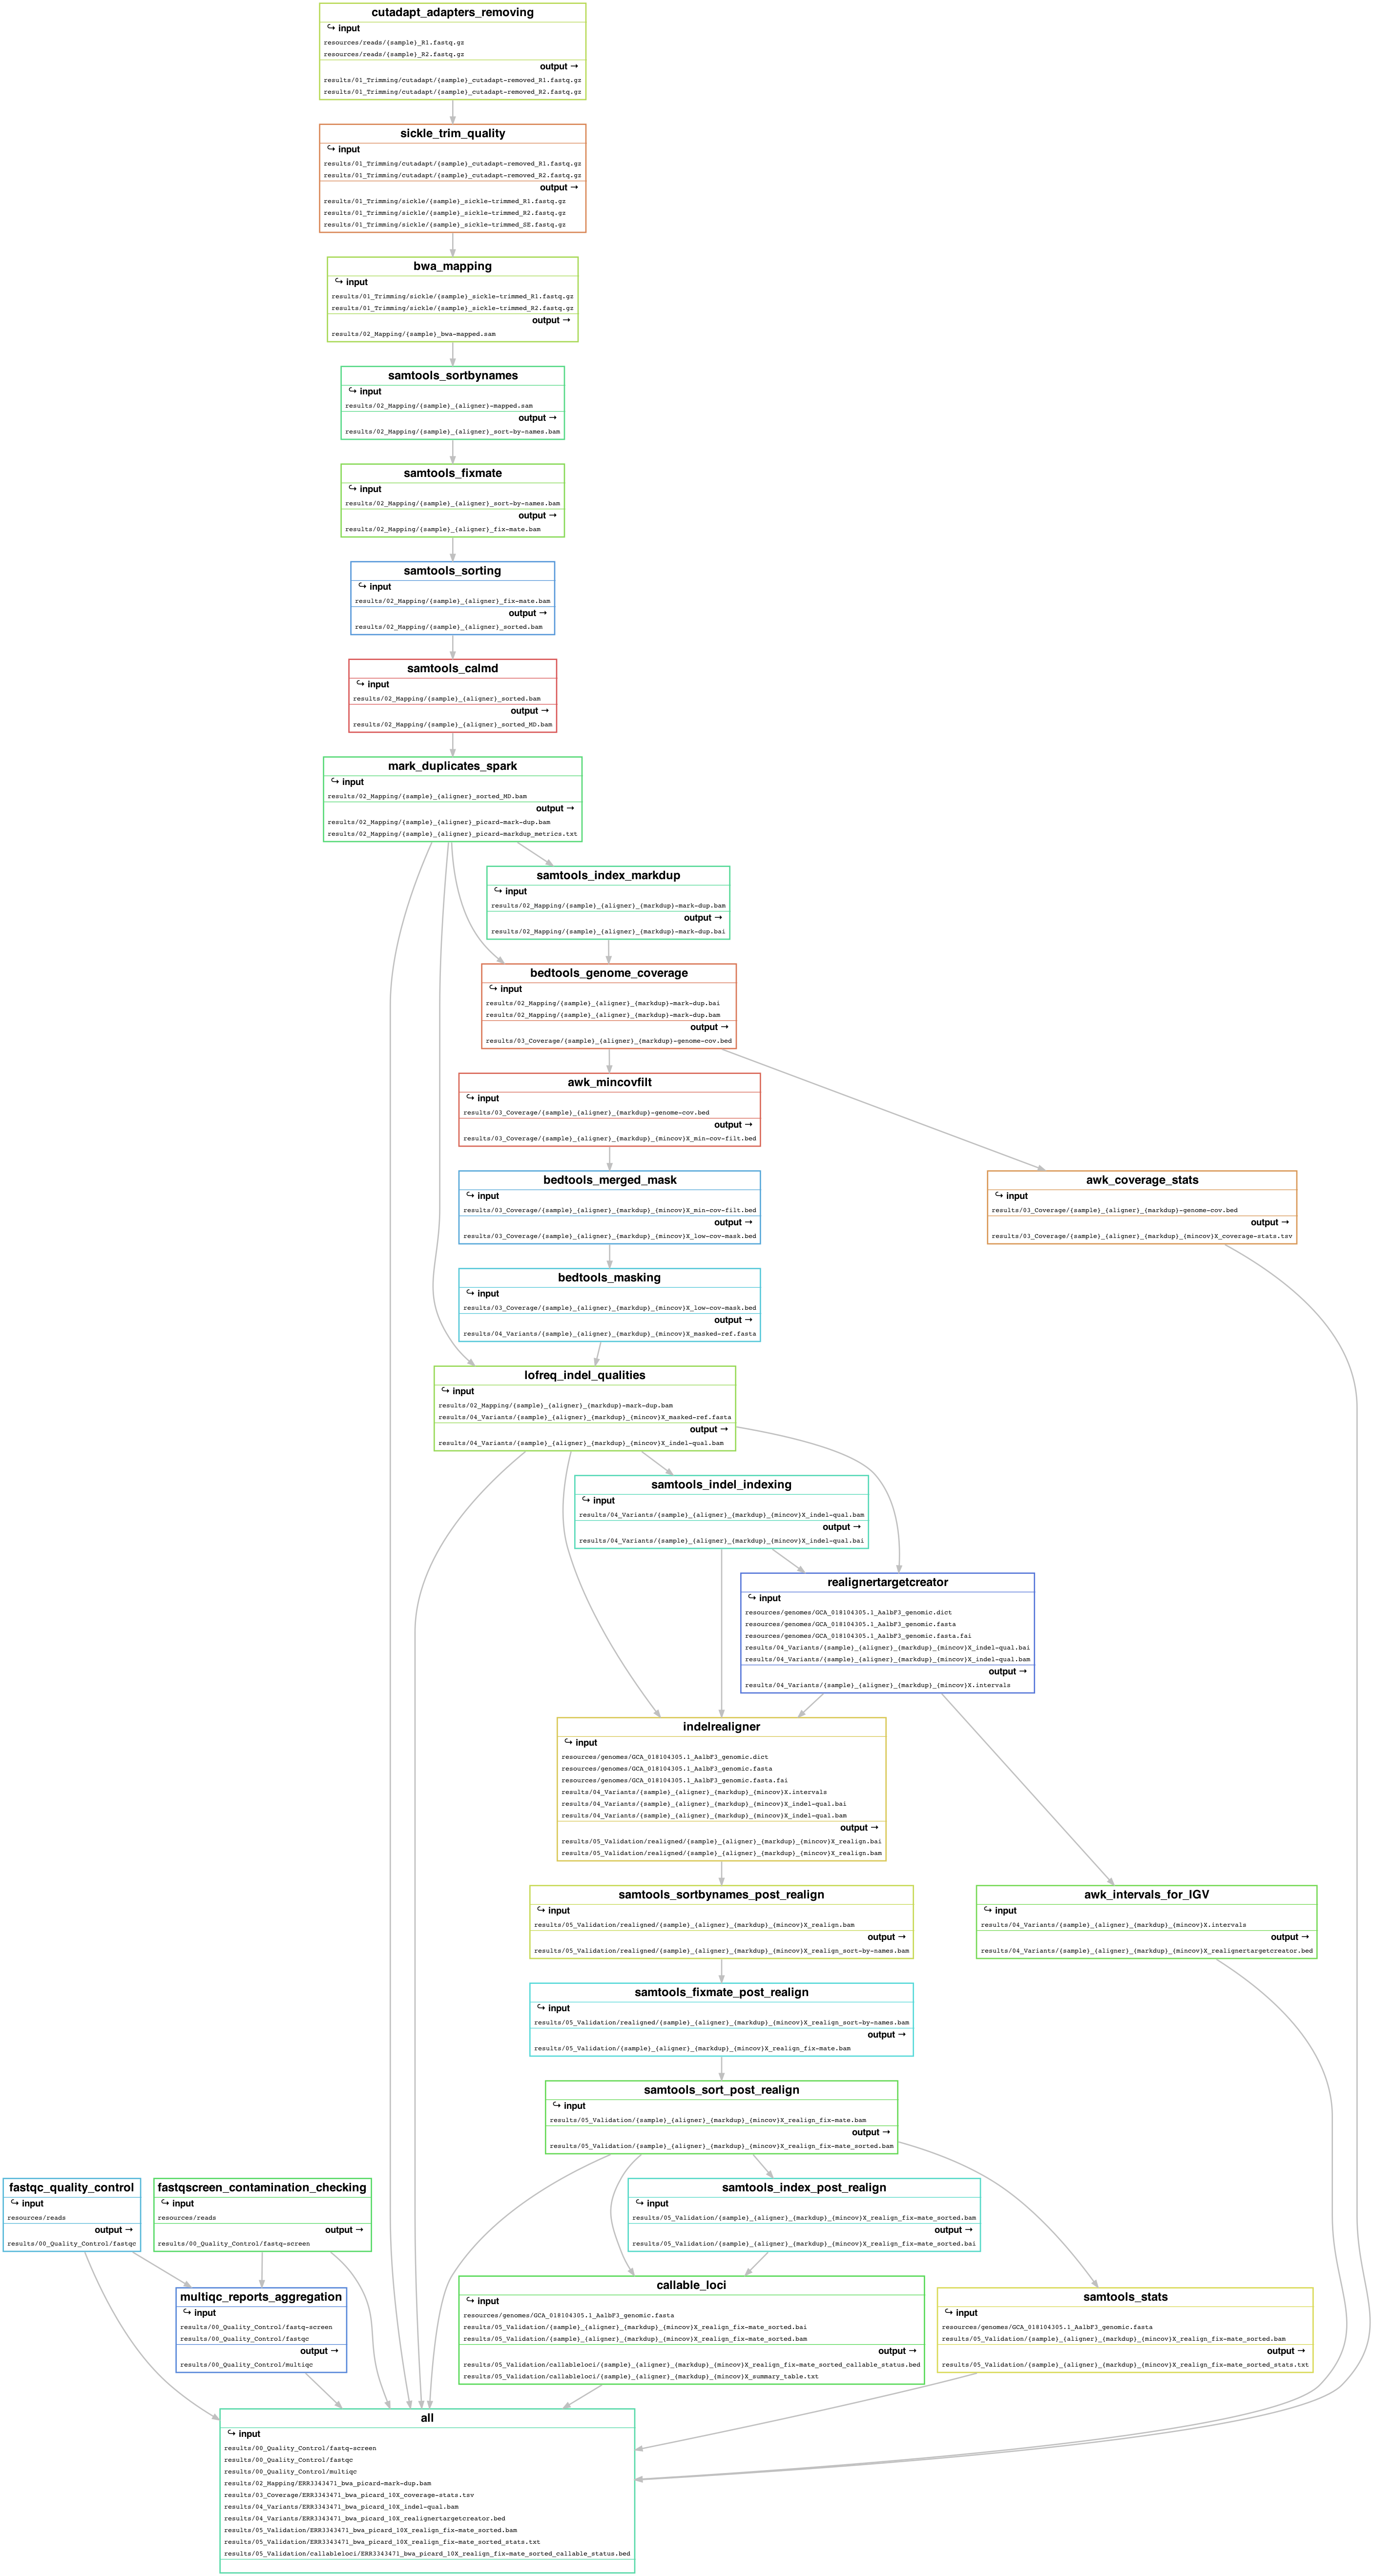 cutadapt_adapters_removing
↪ input
resources/reads/{sample}_R1.fastq.gz
resources/reads/{sample}_R2.fastq.gz
output →
results/01_Trimming/cutadapt/{sample}_cutadapt-removed_R1.fastq.gz
results/01_Trimming/cutadapt/{sample}_cutadapt-removed_R2.fastq.gz
sickle_trim_quality
↪ input
results/01_Trimming/cutadapt/{sample}_cutadapt-removed_R1.fastq.gz
results/01_Trimming/cutadapt/{sample}_cutadapt-removed_R2.fastq.gz
output →
results/01_Trimming/sickle/{sample}_sickle-trimmed_R1.fastq.gz
results/01_Trimming/sickle/{sample}_sickle-trimmed_R2.fastq.gz
results/01_Trimming/sickle/{sample}_sickle-trimmed_SE.fastq.gz
bwa_mapping
↪ input
results/01_Trimming/sickle/{sample}_sickle-trimmed_R1.fastq.gz
results/01_Trimming/sickle/{sample}_sickle-trimmed_R2.fastq.gz
output →
results/02_Mapping/{sample}_bwa-mapped.sam
samtools_sortbynames
↪ input
results/02_Mapping/{sample}_{aligner}-mapped.sam
output →
results/02_Mapping/{sample}_{aligner}_sort-by-names.bam
samtools_fixmate
↪ input
results/02_Mapping/{sample}_{aligner}_sort-by-names.bam
output →
results/02_Mapping/{sample}_{aligner}_fix-mate.bam
samtools_sorting
↪ input
results/02_Mapping/{sample}_{aligner}_fix-mate.bam
output →
results/02_Mapping/{sample}_{aligner}_sorted.bam
samtools_calmd
↪ input
results/02_Mapping/{sample}_{aligner}_sorted.bam
output →
results/02_Mapping/{sample}_{aligner}_sorted_MD.bam
mark_duplicates_spark
↪ input
results/02_Mapping/{sample}_{aligner}_sorted_MD.bam
output →
results/02_Mapping/{sample}_{aligner}_picard-mark-dup.bam
results/02_Mapping/{sample}_{aligner}_picard-markdup_metrics.txt
samtools_index_markdup
↪ input
results/02_Mapping/{sample}_{aligner}_{markdup}-mark-dup.bam
output →
results/02_Mapping/{sample}_{aligner}_{markdup}-mark-dup.bai
bedtools_genome_coverage
↪ input
results/02_Mapping/{sample}_{aligner}_{markdup}-mark-dup.bai
results/02_Mapping/{sample}_{aligner}_{markdup}-mark-dup.bam
output →
results/03_Coverage/{sample}_{aligner}_{markdup}-genome-cov.bed
awk_mincovfilt
↪ input
results/03_Coverage/{sample}_{aligner}_{markdup}-genome-cov.bed
output →
results/03_Coverage/{sample}_{aligner}_{markdup}_{mincov}X_min-cov-filt.bed
bedtools_merged_mask
↪ input
results/03_Coverage/{sample}_{aligner}_{markdup}_{mincov}X_min-cov-filt.bed
output →
results/03_Coverage/{sample}_{aligner}_{markdup}_{mincov}X_low-cov-mask.bed
awk_coverage_stats
↪ input
results/03_Coverage/{sample}_{aligner}_{markdup}-genome-cov.bed
output →
results/03_Coverage/{sample}_{aligner}_{markdup}_{mincov}X_coverage-stats.tsv
bedtools_masking
↪ input
results/03_Coverage/{sample}_{aligner}_{markdup}_{mincov}X_low-cov-mask.bed
output →
results/04_Variants/{sample}_{aligner}_{markdup}_{mincov}X_masked-ref.fasta
lofreq_indel_qualities
↪ input
results/02_Mapping/{sample}_{aligner}_{markdup}-mark-dup.bam
results/04_Variants/{sample}_{aligner}_{markdup}_{mincov}X_masked-ref.fasta
output →
results/04_Variants/{sample}_{aligner}_{markdup}_{mincov}X_indel-qual.bam
samtools_indel_indexing
↪ input
results/04_Variants/{sample}_{aligner}_{markdup}_{mincov}X_indel-qual.bam
output →
results/04_Variants/{sample}_{aligner}_{markdup}_{mincov}X_indel-qual.bai
realignertargetcreator
↪ input
resources/genomes/GCA_018104305.1_AalbF3_genomic.dict
resources/genomes/GCA_018104305.1_AalbF3_genomic.fasta
resources/genomes/GCA_018104305.1_AalbF3_genomic.fasta.fai
results/04_Variants/{sample}_{aligner}_{markdup}_{mincov}X_indel-qual.bai
results/04_Variants/{sample}_{aligner}_{markdup}_{mincov}X_indel-qual.bam
output →
results/04_Variants/{sample}_{aligner}_{markdup}_{mincov}X.intervals
indelrealigner
↪ input
resources/genomes/GCA_018104305.1_AalbF3_genomic.dict
resources/genomes/GCA_018104305.1_AalbF3_genomic.fasta
resources/genomes/GCA_018104305.1_AalbF3_genomic.fasta.fai
results/04_Variants/{sample}_{aligner}_{markdup}_{mincov}X.intervals
results/04_Variants/{sample}_{aligner}_{markdup}_{mincov}X_indel-qual.bai
results/04_Variants/{sample}_{aligner}_{markdup}_{mincov}X_indel-qual.bam
output →
results/05_Validation/realigned/{sample}_{aligner}_{markdup}_{mincov}X_realign.bai
results/05_Validation/realigned/{sample}_{aligner}_{markdup}_{mincov}X_realign.bam
samtools_sortbynames_post_realign
↪ input
results/05_Validation/realigned/{sample}_{aligner}_{markdup}_{mincov}X_realign.bam
output →
results/05_Validation/realigned/{sample}_{aligner}_{markdup}_{mincov}X_realign_sort-by-names.bam
awk_intervals_for_IGV
↪ input
results/04_Variants/{sample}_{aligner}_{markdup}_{mincov}X.intervals
output →
results/04_Variants/{sample}_{aligner}_{markdup}_{mincov}X_realignertargetcreator.bed
samtools_fixmate_post_realign
↪ input
results/05_Validation/realigned/{sample}_{aligner}_{markdup}_{mincov}X_realign_sort-by-names.bam
output →
results/05_Validation/{sample}_{aligner}_{markdup}_{mincov}X_realign_fix-mate.bam
samtools_sort_post_realign
↪ input
results/05_Validation/{sample}_{aligner}_{markdup}_{mincov}X_realign_fix-mate.bam
output →
results/05_Validation/{sample}_{aligner}_{markdup}_{mincov}X_realign_fix-mate_sorted.bam
fastqc_quality_control
↪ input
resources/reads
output →
results/00_Quality_Control/fastqc
fastqscreen_contamination_checking
↪ input
resources/reads
output →
results/00_Quality_Control/fastq-screen
samtools_index_post_realign
↪ input
results/05_Validation/{sample}_{aligner}_{markdup}_{mincov}X_realign_fix-mate_sorted.bam
output →
results/05_Validation/{sample}_{aligner}_{markdup}_{mincov}X_realign_fix-mate_sorted.bai
multiqc_reports_aggregation
↪ input
results/00_Quality_Control/fastq-screen
results/00_Quality_Control/fastqc
output →
results/00_Quality_Control/multiqc
callable_loci
↪ input
resources/genomes/GCA_018104305.1_AalbF3_genomic.fasta
results/05_Validation/{sample}_{aligner}_{markdup}_{mincov}X_realign_fix-mate_sorted.bai
results/05_Validation/{sample}_{aligner}_{markdup}_{mincov}X_realign_fix-mate_sorted.bam
output →
results/05_Validation/callableloci/{sample}_{aligner}_{markdup}_{mincov}X_realign_fix-mate_sorted_callable_status.bed
results/05_Validation/callableloci/{sample}_{aligner}_{markdup}_{mincov}X_summary_table.txt
samtools_stats
↪ input
resources/genomes/GCA_018104305.1_AalbF3_genomic.fasta
results/05_Validation/{sample}_{aligner}_{markdup}_{mincov}X_realign_fix-mate_sorted.bam
output →
results/05_Validation/{sample}_{aligner}_{markdup}_{mincov}X_realign_fix-mate_sorted_stats.txt
all
↪ input
results/00_Quality_Control/fastq-screen
results/00_Quality_Control/fastqc
results/00_Quality_Control/multiqc
results/02_Mapping/ERR3343471_bwa_picard-mark-dup.bam
results/03_Coverage/ERR3343471_bwa_picard_10X_coverage-stats.tsv
results/04_Variants/ERR3343471_bwa_picard_10X_indel-qual.bam
results/04_Variants/ERR3343471_bwa_picard_10X_realignertargetcreator.bed
results/05_Validation/ERR3343471_bwa_picard_10X_realign_fix-mate_sorted.bam
results/05_Validation/ERR3343471_bwa_picard_10X_realign_fix-mate_sorted_stats.txt
results/05_Validation/callableloci/ERR3343471_bwa_picard_10X_realign_fix-mate_sorted_callable_status.bed